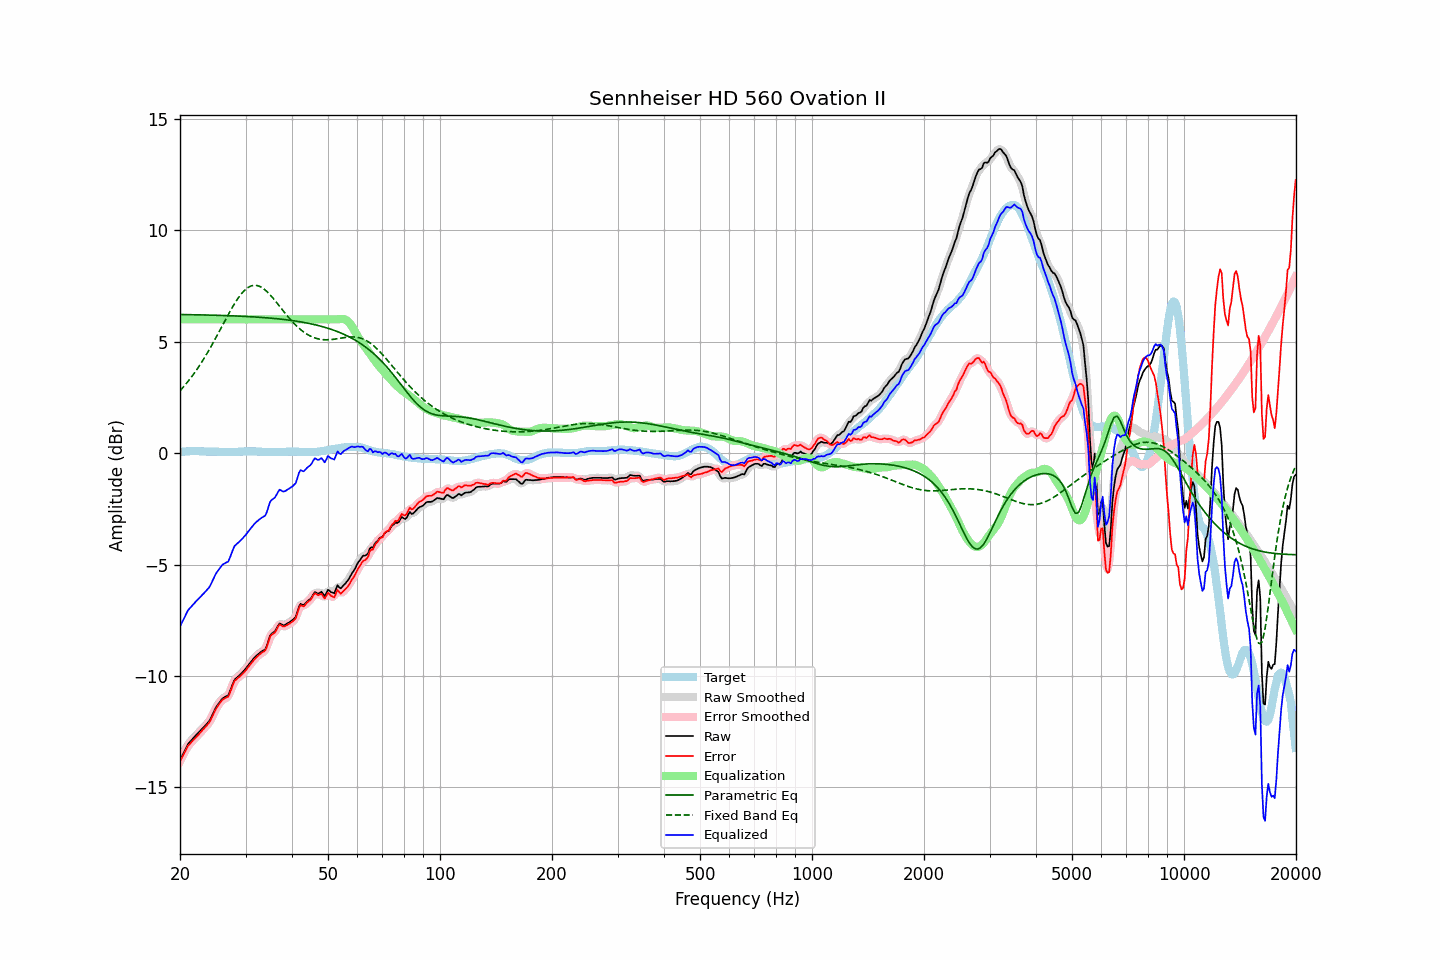 Sennheiser HD 560 Ovation II
15
10
5
0
−5
−10
−15
Amplitude (dBr)
Target
Raw Smoothed
Error Smoothed
Raw
Error
Equalization
Parametric Eq
Fixed Band Eq
Equalized
20 50 100 200 500 1000 2000 5000 10000 20000
Frequency (Hz)